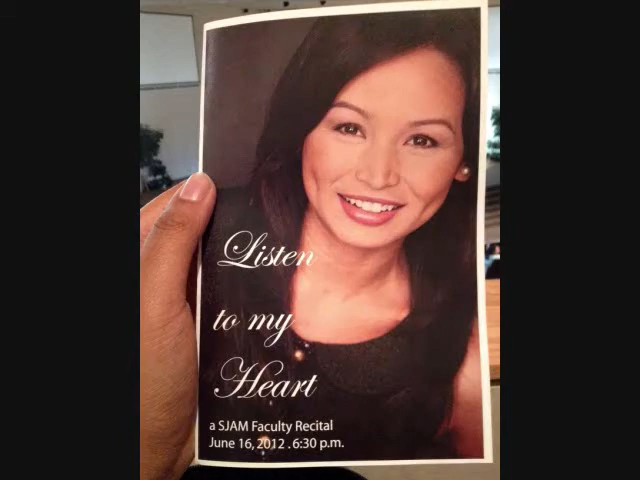 Listen
to my
Heart
a SJAM Faculty Recital
June 16, 2012 . 6:30 p.m.